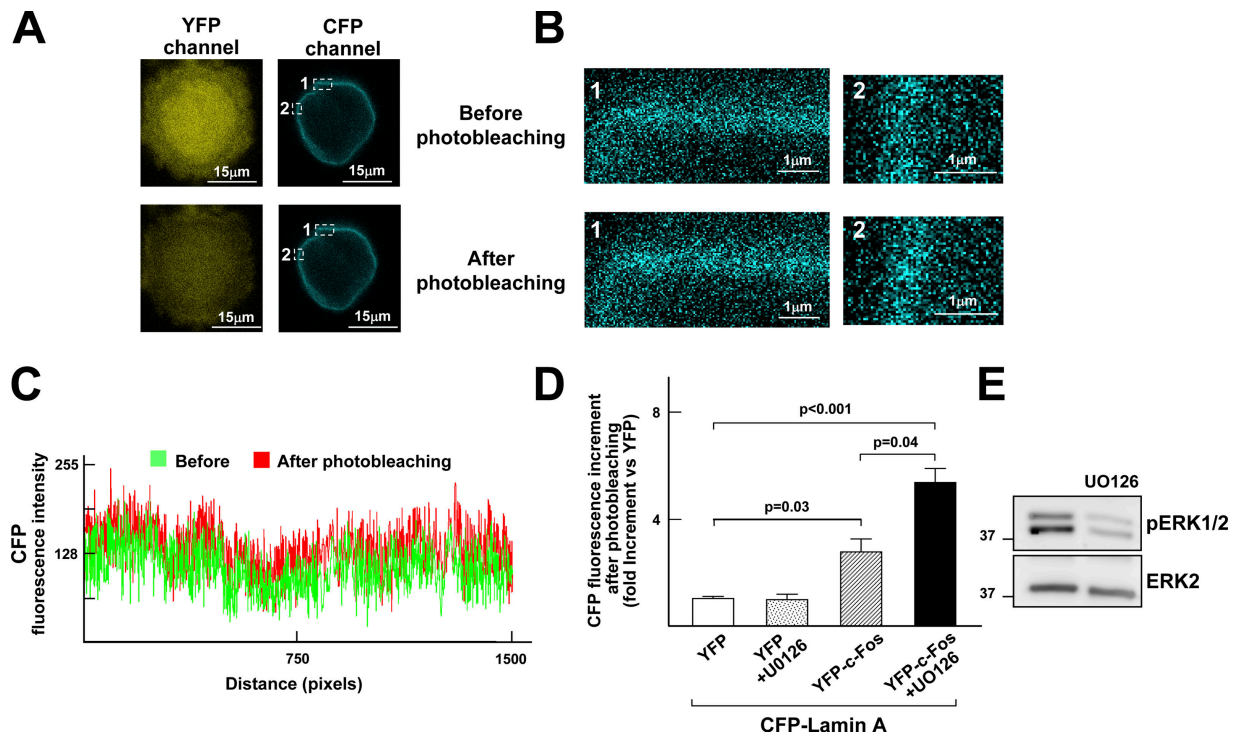 A
YFP
channel
CFP
channel
1
2
15μm
15μm
Before
photobleaching
1
2
15μm
15μm
After
photobleaching
B
1
1μm
2
1μm
1
1μm
2
1μm
C
CFP
fluorescence intensity
255
128
Before
After photobleaching
750
1500
Distance (pixels)
D
CFP fluorescence increment
after photobleaching
(fold Increment vs YFP)
8
4
p<0.001
p=0.04
p=0.03
YFP
YFP
+U0126
YFP-c-Fos
YFP-c-Fos
+UO126
CFP-Lamin A
E
UO126
37
pERK1/2
37
ERK2